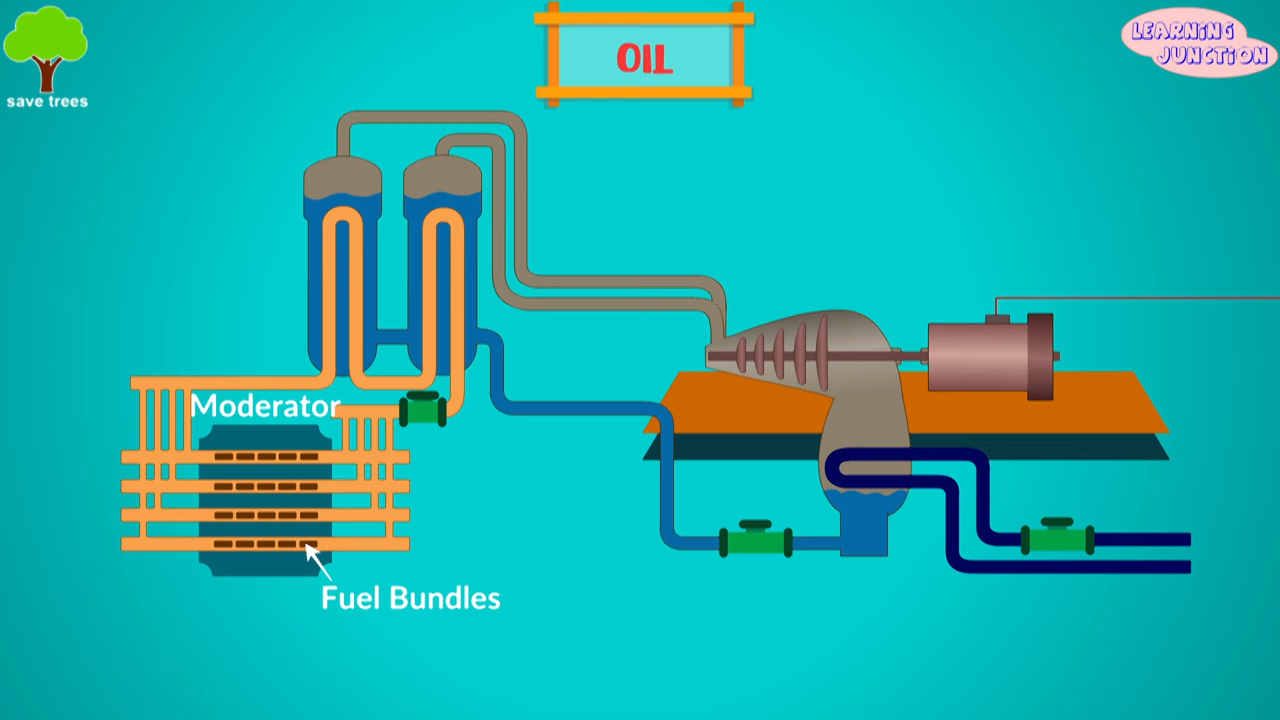 OIL
LEARNING
JUNCTION
save trees
Moderator
Fuel Bundles